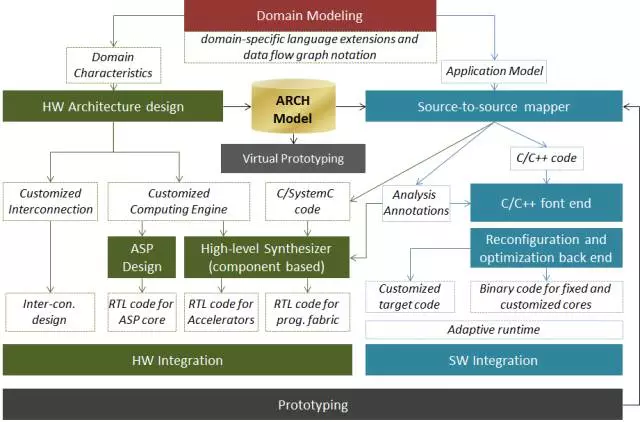 Domain Modeling
domain-specific language extensions and
data flow graph notation
Domain
Characteristics
Application Model
HW Architecture design
ARCH
Model
Source-to-source mapper
Virtual Prototyping
C/C++ code
Customized
Interconnection
Customized
Computing Engine
C/SystemC
code
Analysis
Annotations
C/C++ font end
ASP
Design
High-level Synthesizer
(component based)
Reconfiguration and
optimization back end
Inter-con.
design
RTL code for
ASP core
RTL code for
Accelerators
RTL code for
prog. fabric
Customized
target code
Binary code for fixed and
customized cores
Adaptive runtime
HW Integration
SW Integration
Prototyping